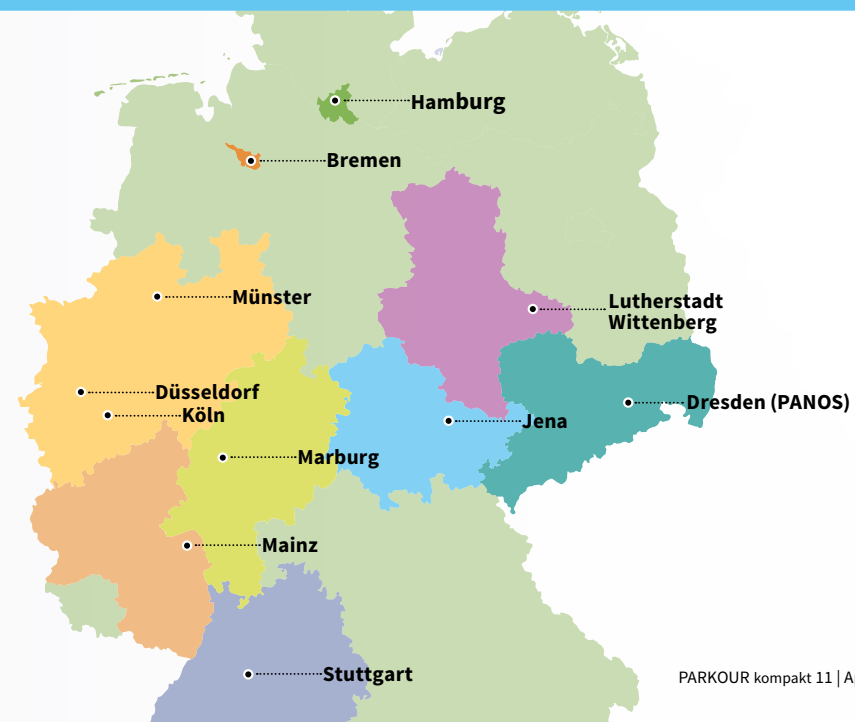 Hamburg
Bremen
Münster
Lutherstadt
Wittenberg
Düsseldorf
Dresden (PANOS)
Köln
Jena
Marburg
Mainz
Stuttgart
PARKOUR kompakt 11 |